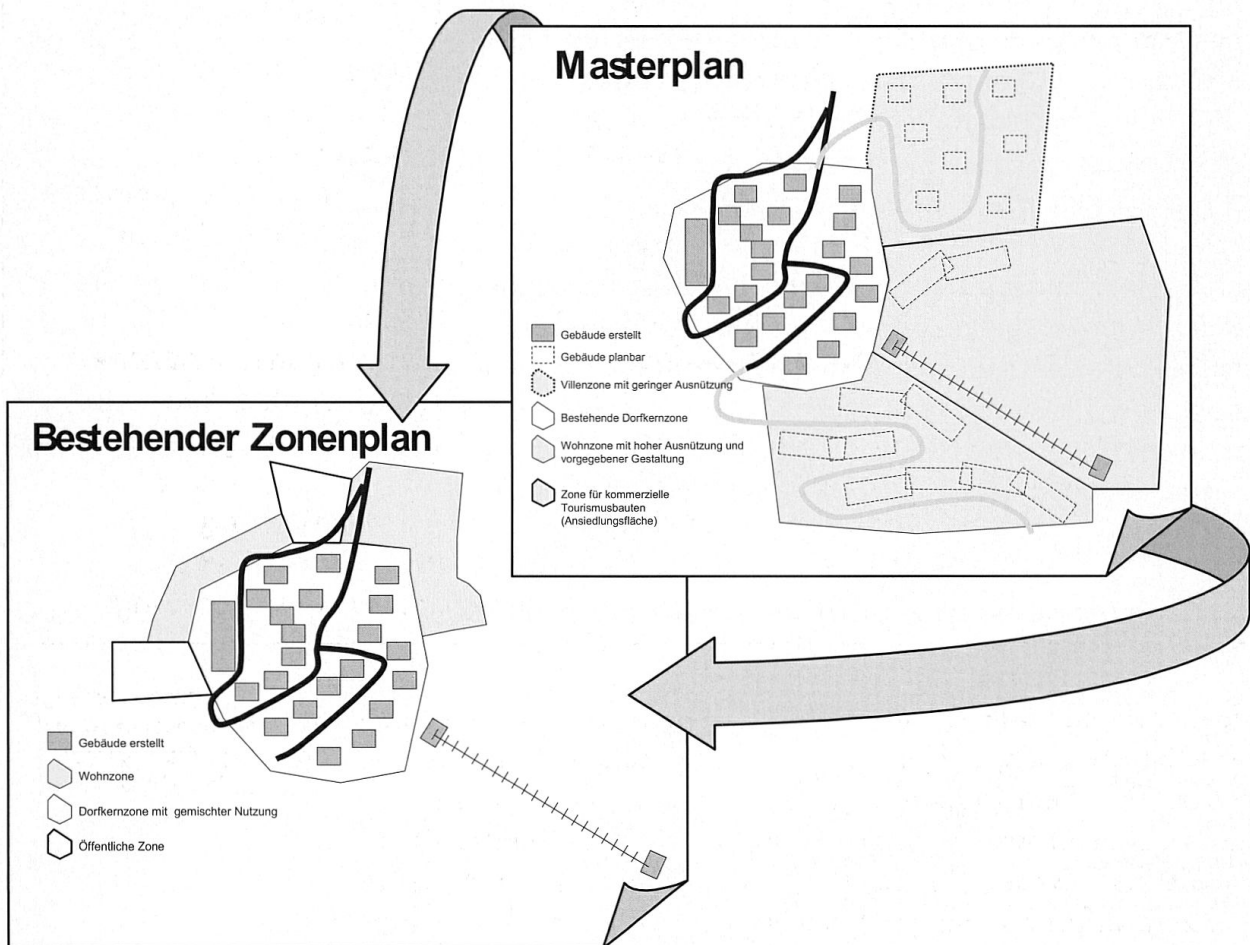 Masterplan
Gebäude erstellt
Gebäude planbar
Villenzone mit geringer Ausnützung
Bestehende Dorfkernzone
Wohnzone mit hoher Ausnützung und
vorgegebener Gestaltung
Zone für kommerzielle
Tourismusbauten
(Ansiedlungsfläche)
Bestehender Zonenplan
Gebäude erstellt
Wohnzone
Dorfkernzone mit gemischter Nutzung
Öffentliche Zone